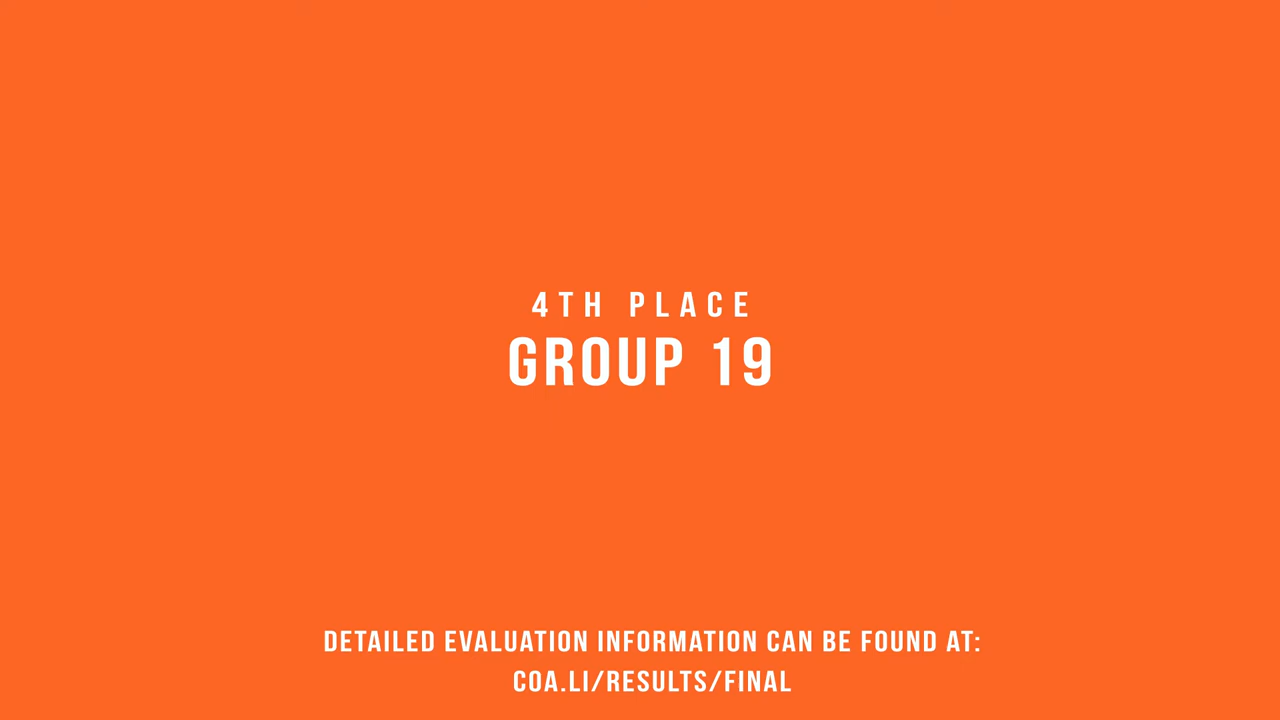 4TH PLACE
GROUP 19
DETAILED EVALUATION INFORMATION CAN BE FOUND AT:
COA.LI/RESULTS/FINAL